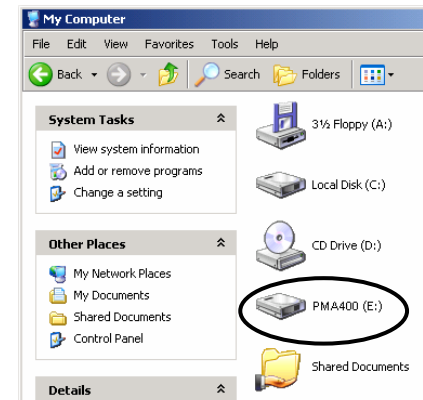 My Computer
File Edit View Favorites Tools Help
Back Search Folders
System Tasks
View system information
Add or remove programs
Change a setting
Other Places
My Network Places
My Documents
Shared Documents
Control Panel
Details
3½ Floppy (A:)
Local Disk (C:)
CD Drive (D:)
PMA400 (E:)
Shared Documents